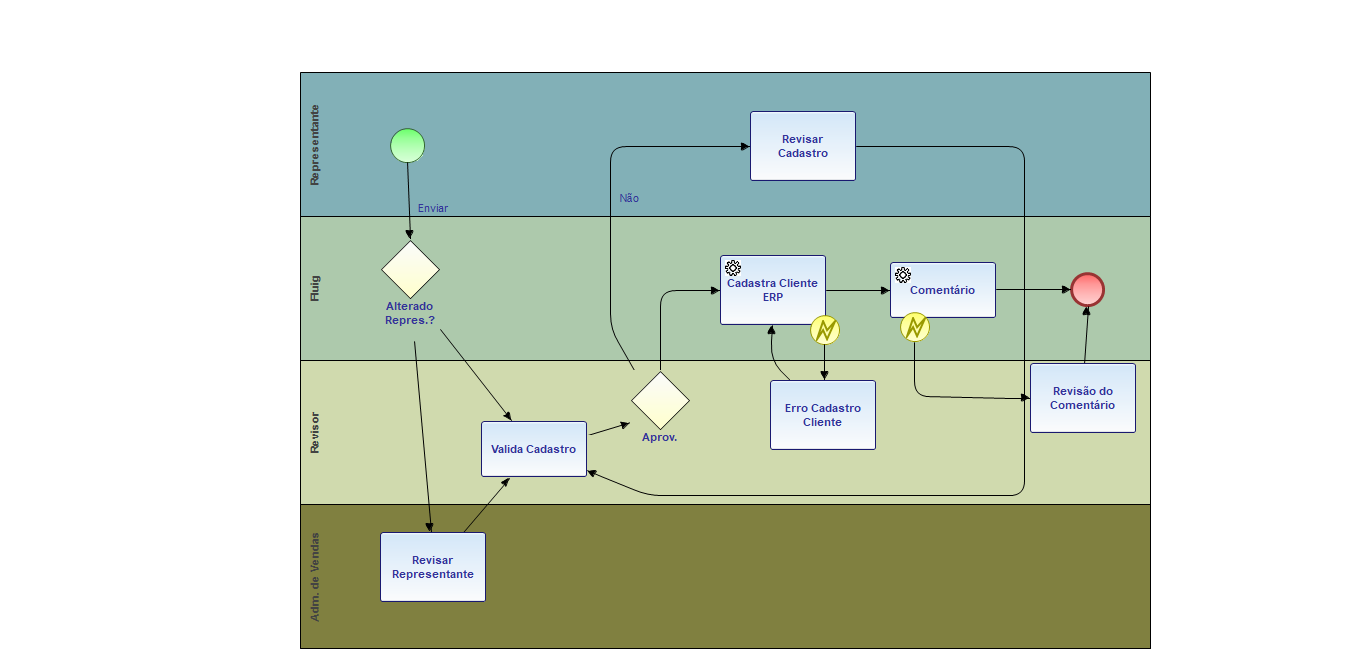 Representante
Revisar
Cadastro
Não
Enviar
Fluig
Alterado
Repres.?
Cadastra Cliente
ERP
Comentário
Revisor
Valida Cadastro
Aprov.
Erro Cadastro
Cliente
Revisão do
Comentário
Adm. de Vendas
Revisar
Representante